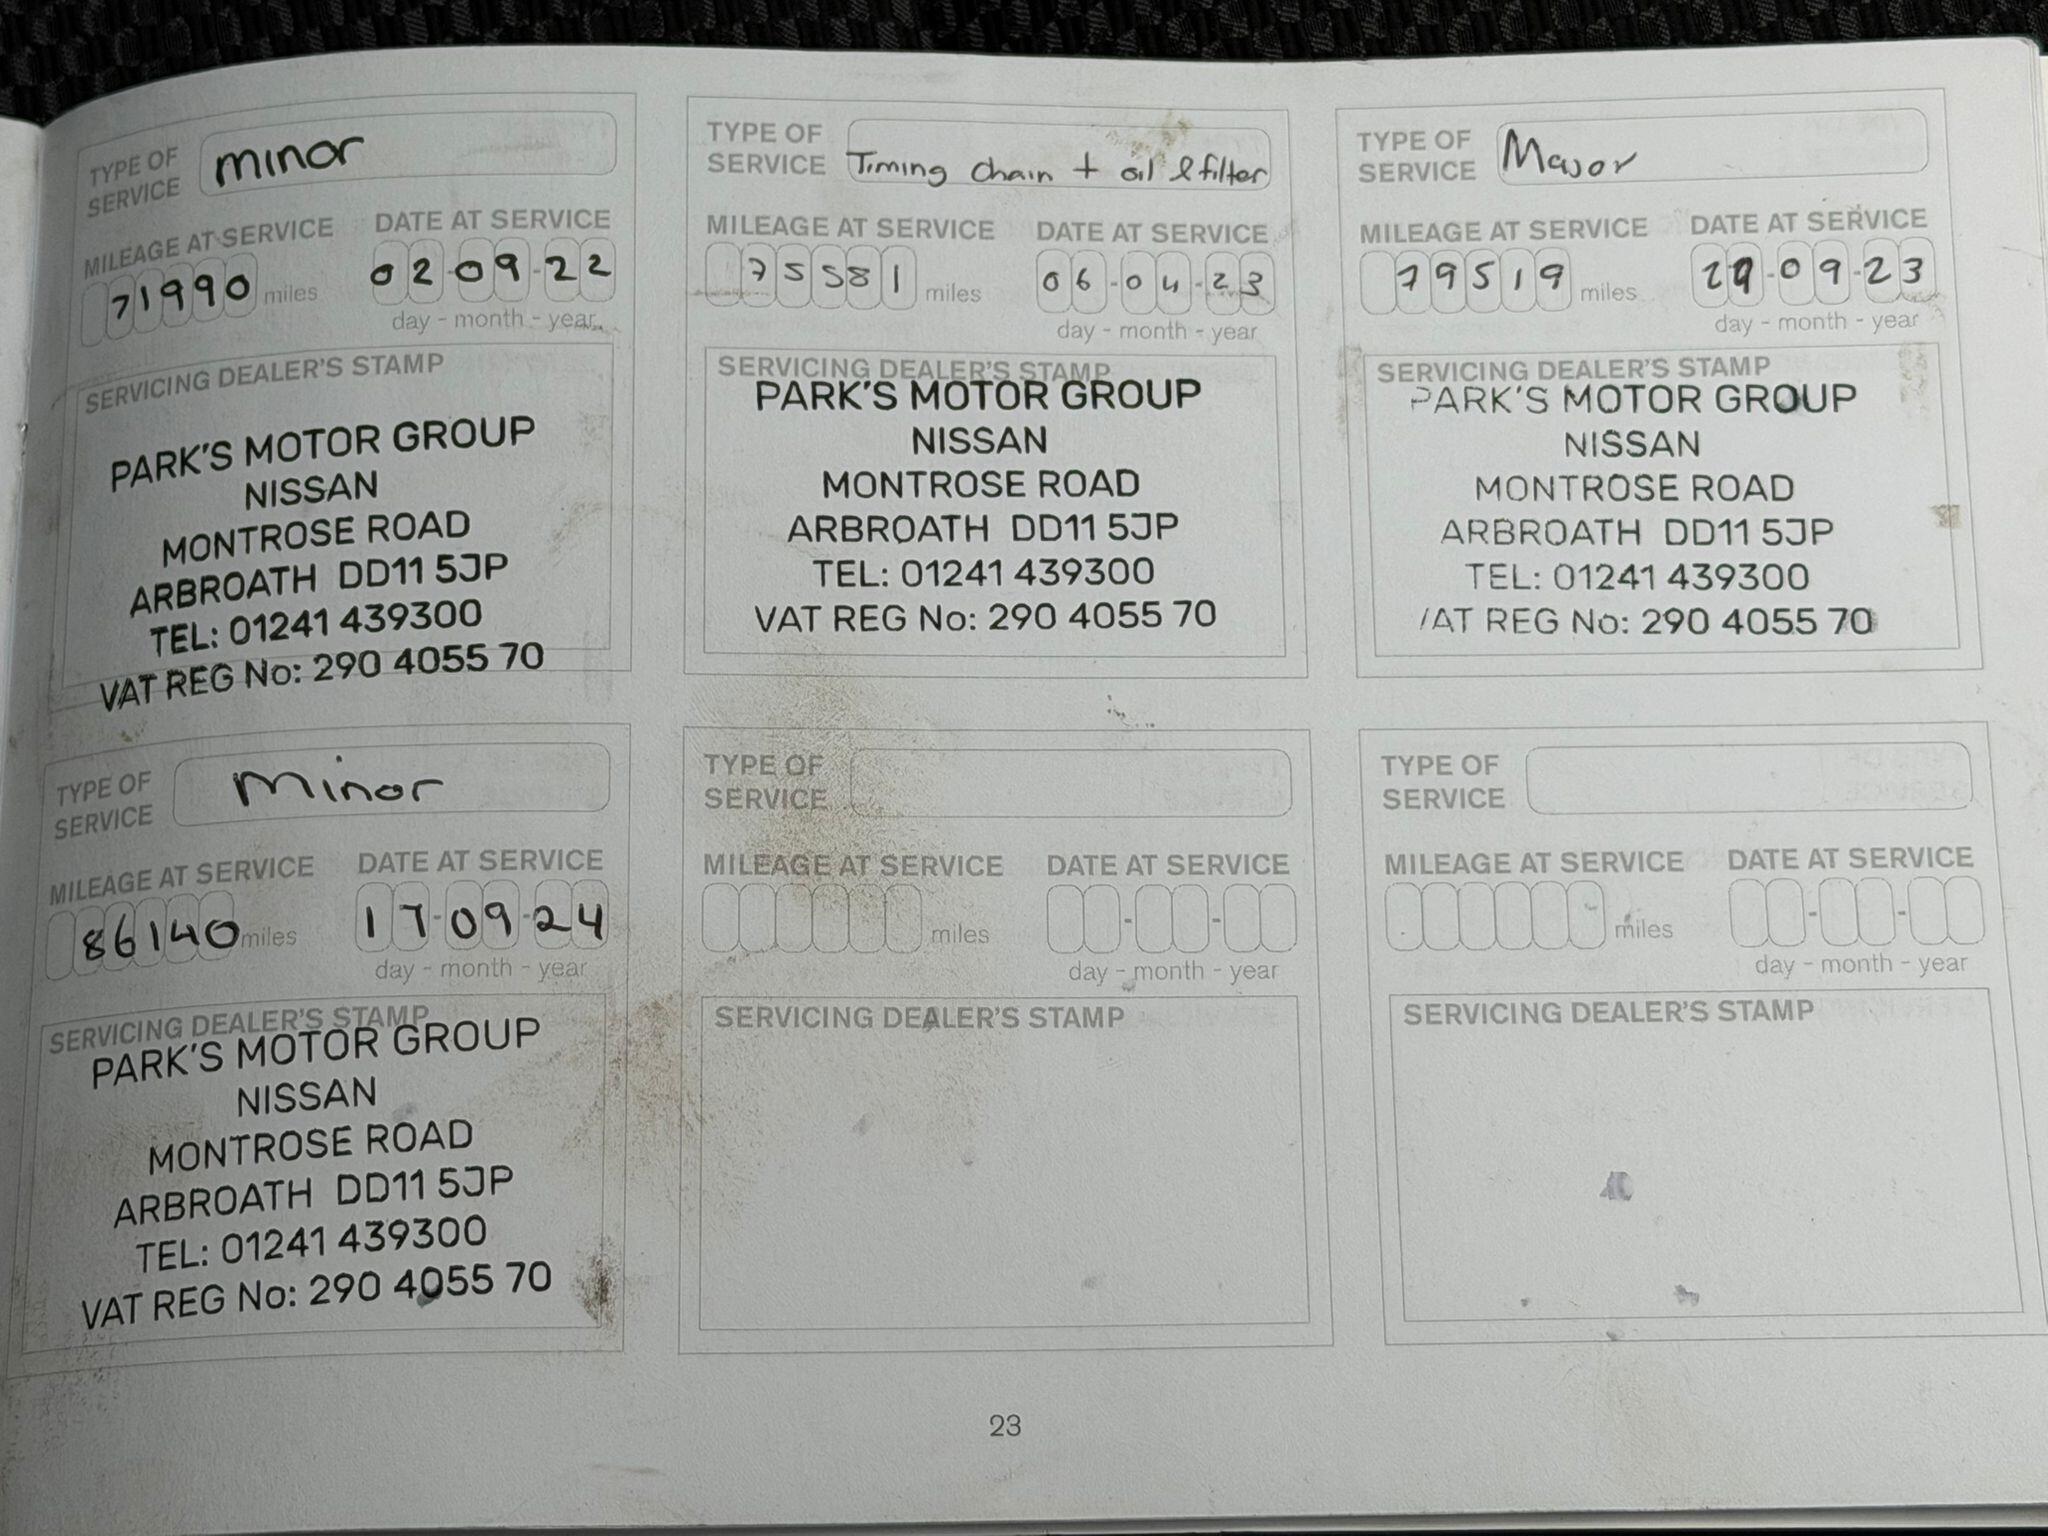 TYPE OF SERVICE minor
MILEAGE AT SERVICE DATE AT SERVICE
71990 miles 02-09-22
day - month - year
SERVICING DEALER'S STAMP
PARK'S MOTOR GROUP
NISSAN
MONTROSE ROAD
ARBROATH DD11 5JP
TEL: 01241 439300
VAT REG No: 290 4055 70
TYPE OF SERVICE Timing chain + oil & filter
MILEAGE AT SERVICE DATE AT SERVICE
75581 miles 06-04-23
day - month - year
SERVICING DEALER'S STAMP
PARK'S MOTOR GROUP
NISSAN
MONTROSE ROAD
ARBROATH DD11 5JP
TEL: 01241 439300
VAT REG No: 290 4055 70
TYPE OF SERVICE Major
MILEAGE AT SERVICE DATE AT SERVICE
79519 miles -09-23
day - month - year
SERVICING DEALER'S STAMP
PARK'S MOTOR GROUP
NISSAN
MONTROSE ROAD
ARBROATH DD11 5JP
TEL: 01241 439300
VAT REG No: 290 4055 70
TYPE OF SERVICE Minor
MILEAGE AT SERVICE DATE AT SERVICE
86140 miles 17-09-24
day - month - year
SERVICING DEALER'S STAMP
PARK'S MOTOR GROUP
NISSAN
MONTROSE ROAD
ARBROATH DD11 5JP
TEL: 01241 439300
VAT REG No: 290 4055 70
TYPE OF SERVICE
MILEAGE AT SERVICE DATE AT SERVICE
miles - -
day - month - year
SERVICING DEALER'S STAMP
TYPE OF SERVICE
MILEAGE AT SERVICE DATE AT SERVICE
miles - -
day - month - year
SERVICING DEALER'S STAMP
23